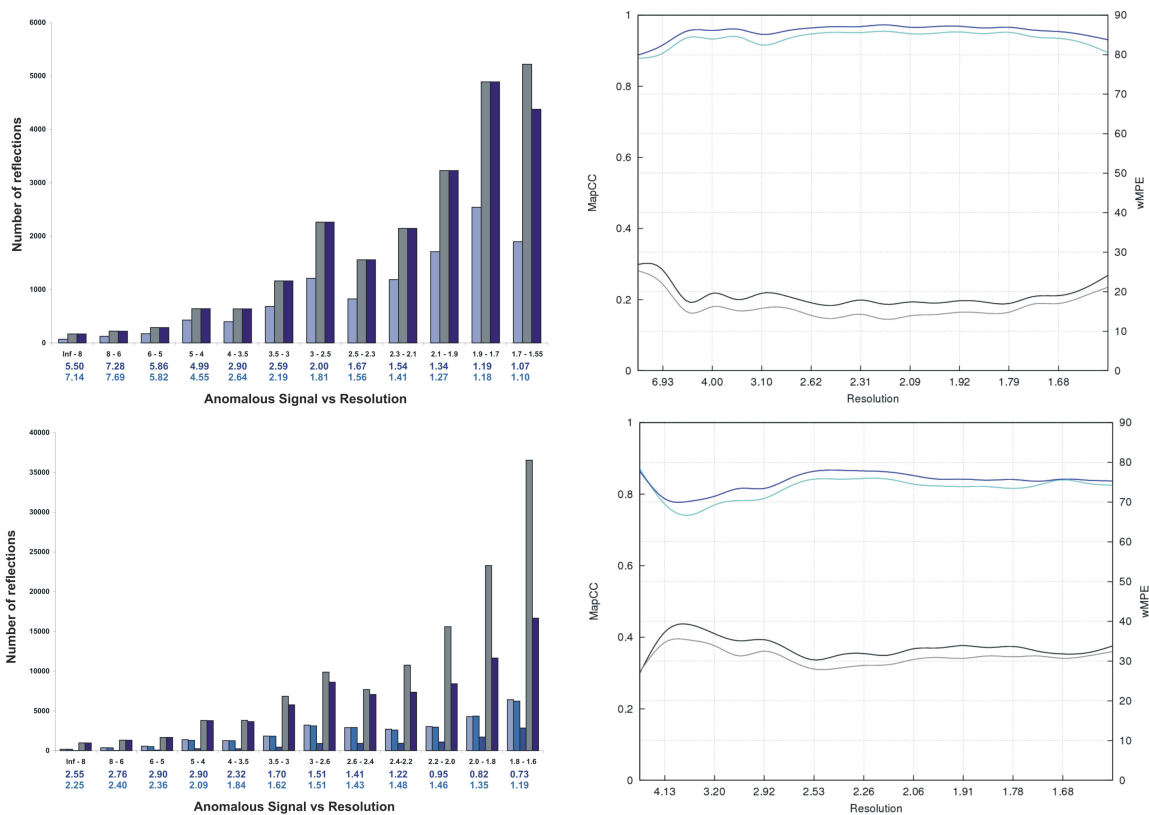 6000
5000
4000
3000
2000
1000
0
Number of reflections
Inf - 8 8 - 6 6 - 5 5 - 4 4 - 3.5 3.5 - 3 3 - 2.5 2.5 - 2.3 2.3 - 2.1 2.1 - 1.9 1.9 - 1.7 1.7 - 1.55
5.50 7.28 5.86 4.99 2.90 2.59 2.00 1.67 1.54 1.34 1.19 1.07
7.14 7.69 5.82 4.55 2.64 2.19 1.81 1.56 1.41 1.27 1.18 1.10
Anomalous Signal vs Resolution
1
0.8
0.6
0.4
0.2
0
MapCC
90
80
70
60
50
40
30
20
10
0
wMPE
6.93 4.00 3.10 2.62 2.31 2.09 1.92 1.79 1.68
Resolution
40000
35000
30000
25000
20000
15000
10000
5000
0
Number of reflections
Inf - 8 8 - 6 6 - 5 5 - 4 4 - 3.5 3.5 - 3 3 - 2.6 2.6 - 2.4 2.4-2.2 2.2 - 2.0 2.0 - 1.8 1.8 - 1.6
2.55 2.76 2.90 2.90 2.32 1.70 1.51 1.41 1.22 0.95 0.82 0.73
2.25 2.40 2.36 2.09 1.84 1.62 1.51 1.43 1.48 1.46 1.35 1.19
Anomalous Signal vs Resolution
1
0.8
0.6
0.4
0.2
0
MapCC
90
80
70
60
50
40
30
20
10
0
wMPE
4.13 3.20 2.92 2.53 2.26 2.06 1.91 1.78 1.68
Resolution